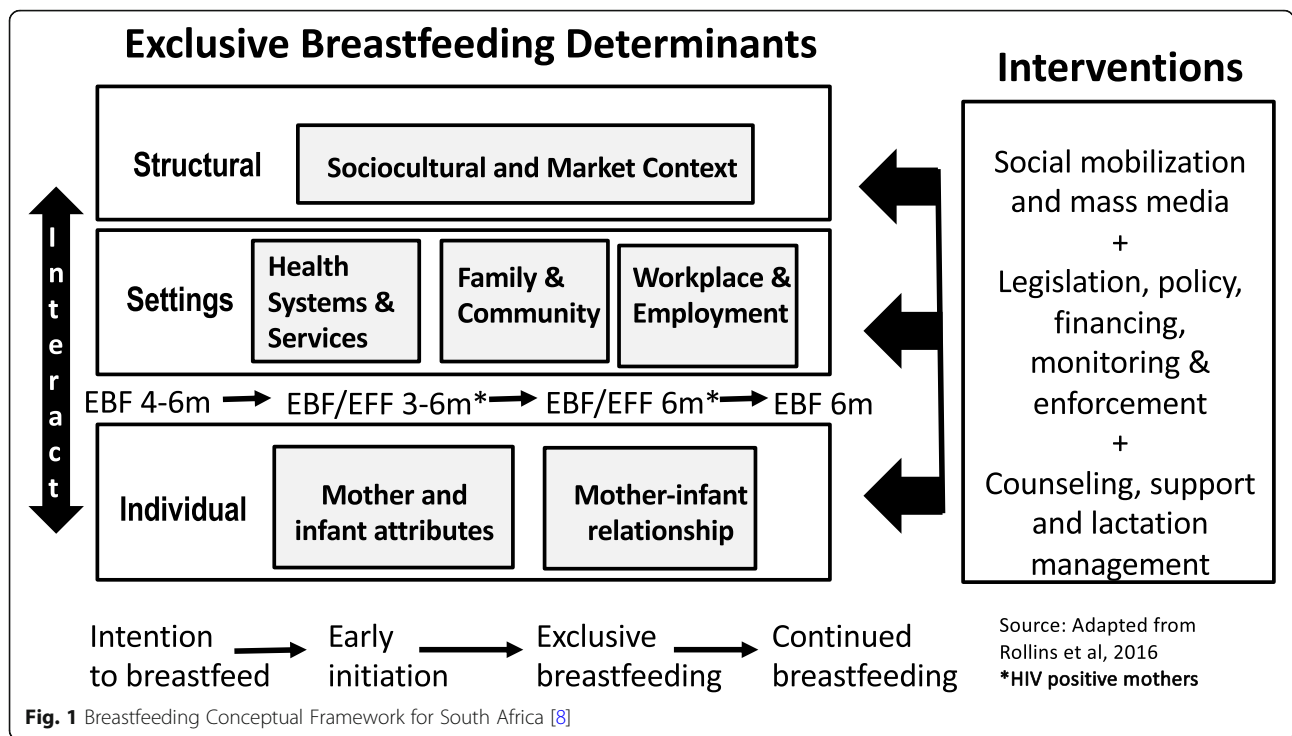 Exclusive Breastfeeding Determinants
Interventions
Structural
Sociocultural and Market Context
Interact
Settings
Health
Systems &
Services
Family &
Community
Workplace &
Employment
EBF 4-6m
EBF/EFF 3-6m*
EBF/EFF 6m*
EBF 6m
Individual
Mother and
infant attributes
Mother-infant
relationship
Social mobilization
and mass media
+
Legislation, policy,
financing,
monitoring &
enforcement
+
Counseling, support
and lactation
management
Intention
to breastfeed
Early
initiation
Exclusive
breastfeeding
Continued
breastfeeding
Source: Adapted from
Rollins et al, 2016
*HIV positive mothers
Fig. 1 Breastfeeding Conceptual Framework for South Africa [8]